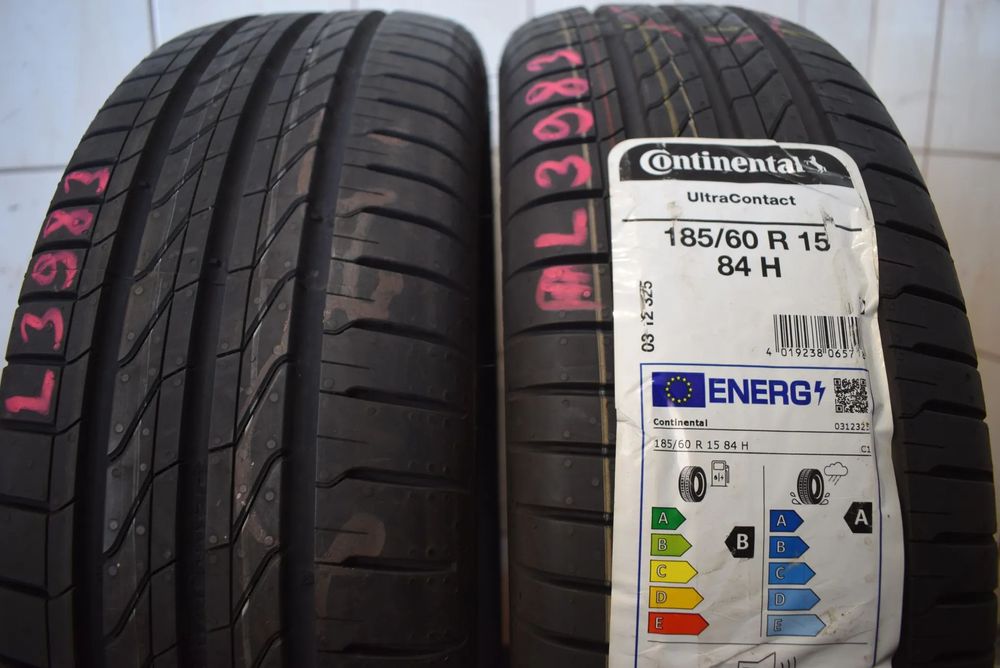 L3983
L3983
Continental
UltraContact
185/60 R 15
84 H
03 12 325
4 019238 0657
ENERG
Continental
031232
185/60 R 15 84 H
C1
A
B
C
D
E
B
A
B
C
D
E
A